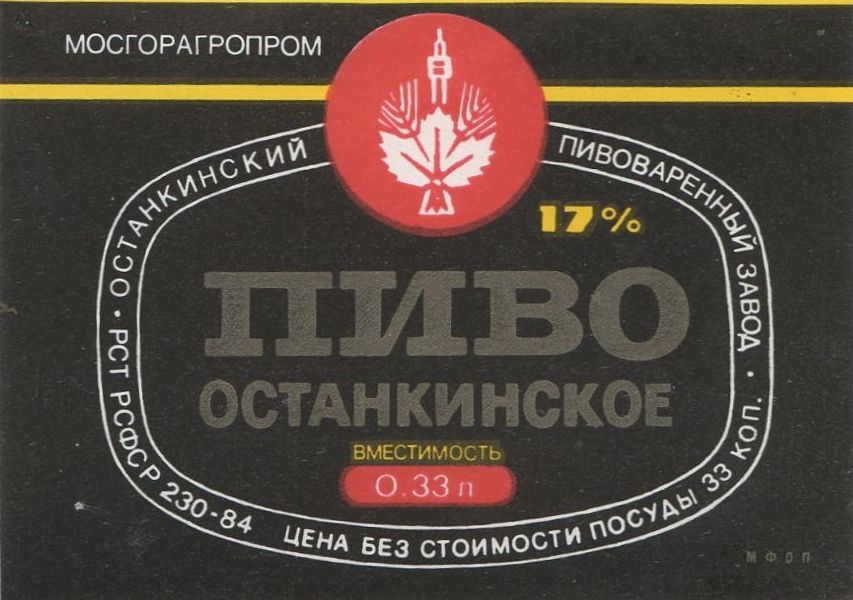 МОСГОРАГРОПРОМ
ОСТАНКИНСКИЙ ПИВОВАРЕННЫЙ ЗАВОД •
17%
ПИВО
ОСТАНКИНСКОЕ
ВМЕСТИМОСТЬ
0.33 л
• РСТ РСФСР 230-84 ЦЕНА БЕЗ СТОИМОСТИ ПОСУДЫ 33 КОП.
МФОП